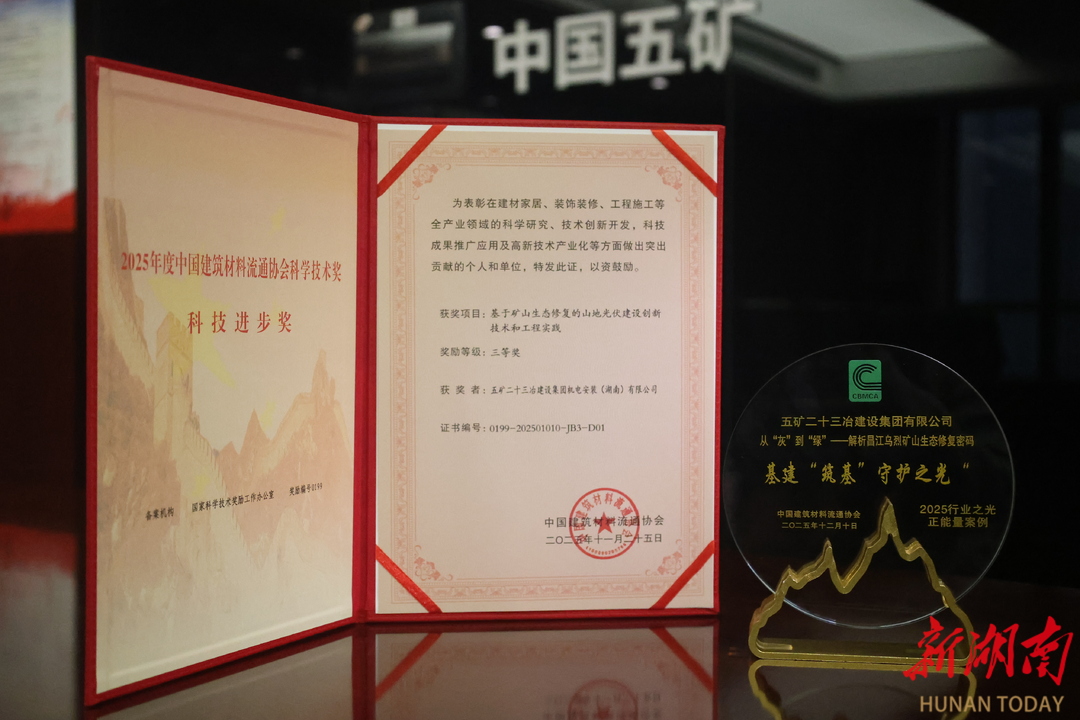 中国五矿
2025年度中国建筑材料流通协会科学技术奖
科技进步奖
备案机构 国家科学技术奖励工作办公室 奖励编号0199
为表彰在建材家居、装饰装修、工程施工等
全产业领域的科学研究、技术创新开发，科技
成果推广应用及高新技术产业化等方面做出突出
贡献的个人和单位，特发此证，以资鼓励。
获奖项目：基于矿山生态修复的山地光伏建设创新
技术和工程实践
奖励等级：三等奖
获 奖 者：五矿二十三冶建设集团机电安装（湖南）有限公司
证书编号：0199-202501010-JB3-D01
中国建筑材料流通协会
二〇二五年十一月二十五日
CBMCA
五矿二十三冶建设集团有限公司
从“灰”到“绿”——解析昌江乌烈矿山生态修复密码
基建“筑基”守护之光“
中国建筑材料流通协会
二〇二五年十二月十日
2025行业之光
正能量案例
新湖南
HUNAN TODAY